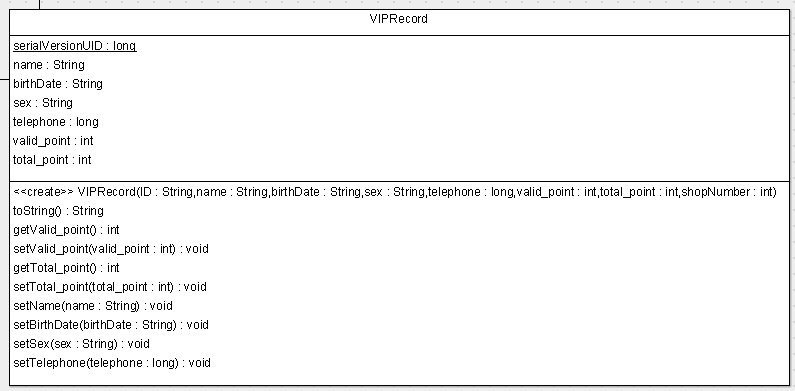 VIPRecord
serialVersionUID : long
name : String
birthDate : String
sex : String
telephone : long
valid_point : int
total_point : int
<<create>> VIPRecord(ID : String,name : String,birthDate : String,sex : String,telephone : long,valid_point : int,total_point : int,shopNumber : int)
toString() : String
getValid_point() : int
setValid_point(valid_point : int) : void
getTotal_point() : int
setTotal_point(total_point : int) : void
setName(name : String) : void
setBirthDate(birthDate : String) : void
setSex(sex : String) : void
setTelephone(telephone : long) : void